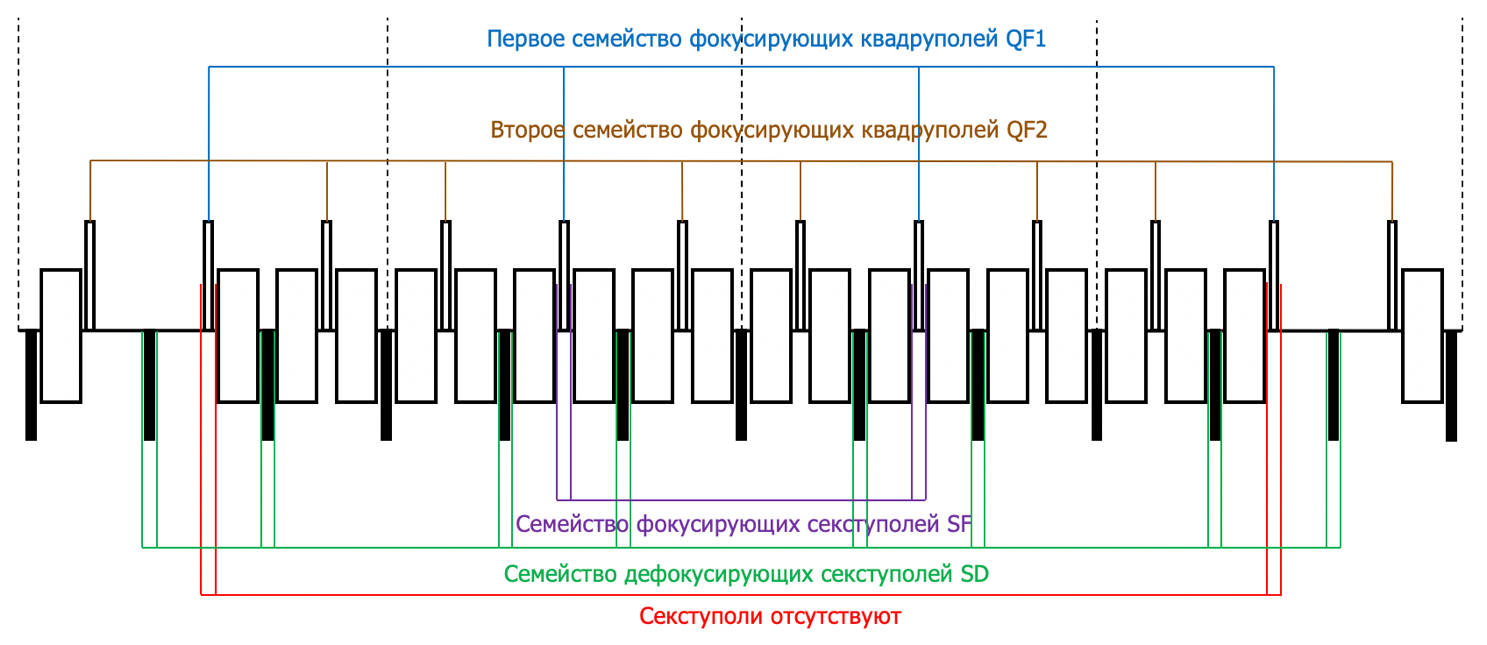 Первое семейство фокусирующих квадруполей QF1
Второе семейство фокусирующих квадруполей QF2
Семейство фокусирующих секступолей SF
Семейство дефокусирующих секступолей SD
Секступоли отсутствуют